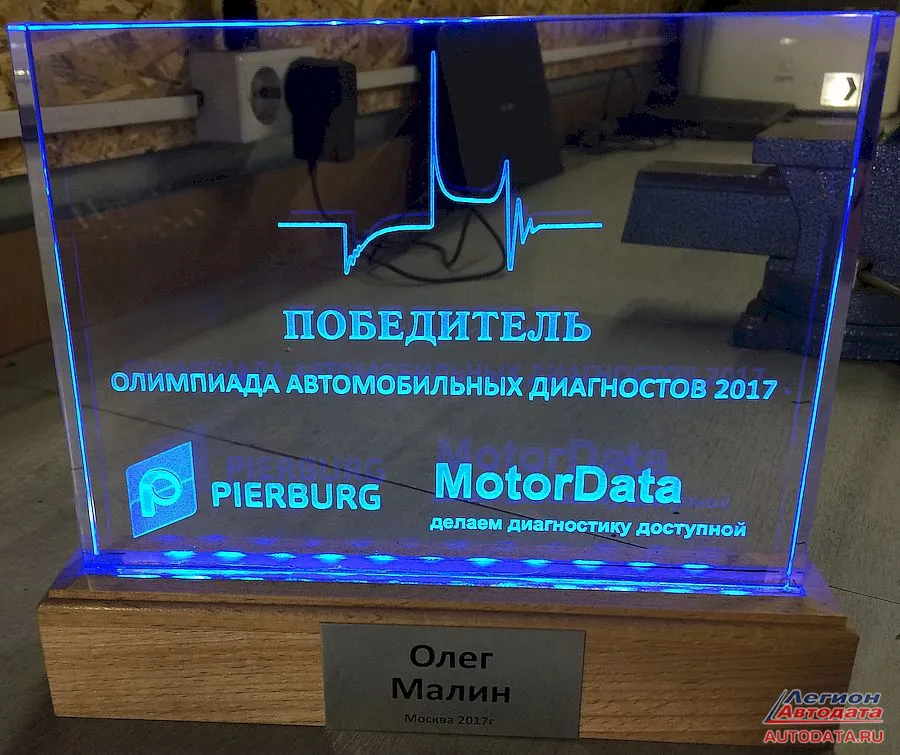 ПОБЕДИТЕЛЬ
ОЛИМПИАДА АВТОМОБИЛЬНЫХ ДИАГНОСТОВ 2017
PIERBURG
MotorData
делаем диагностику доступной
Олег
Малин
Москва 2017г
Легион
Автодата
AUTODATA.RU